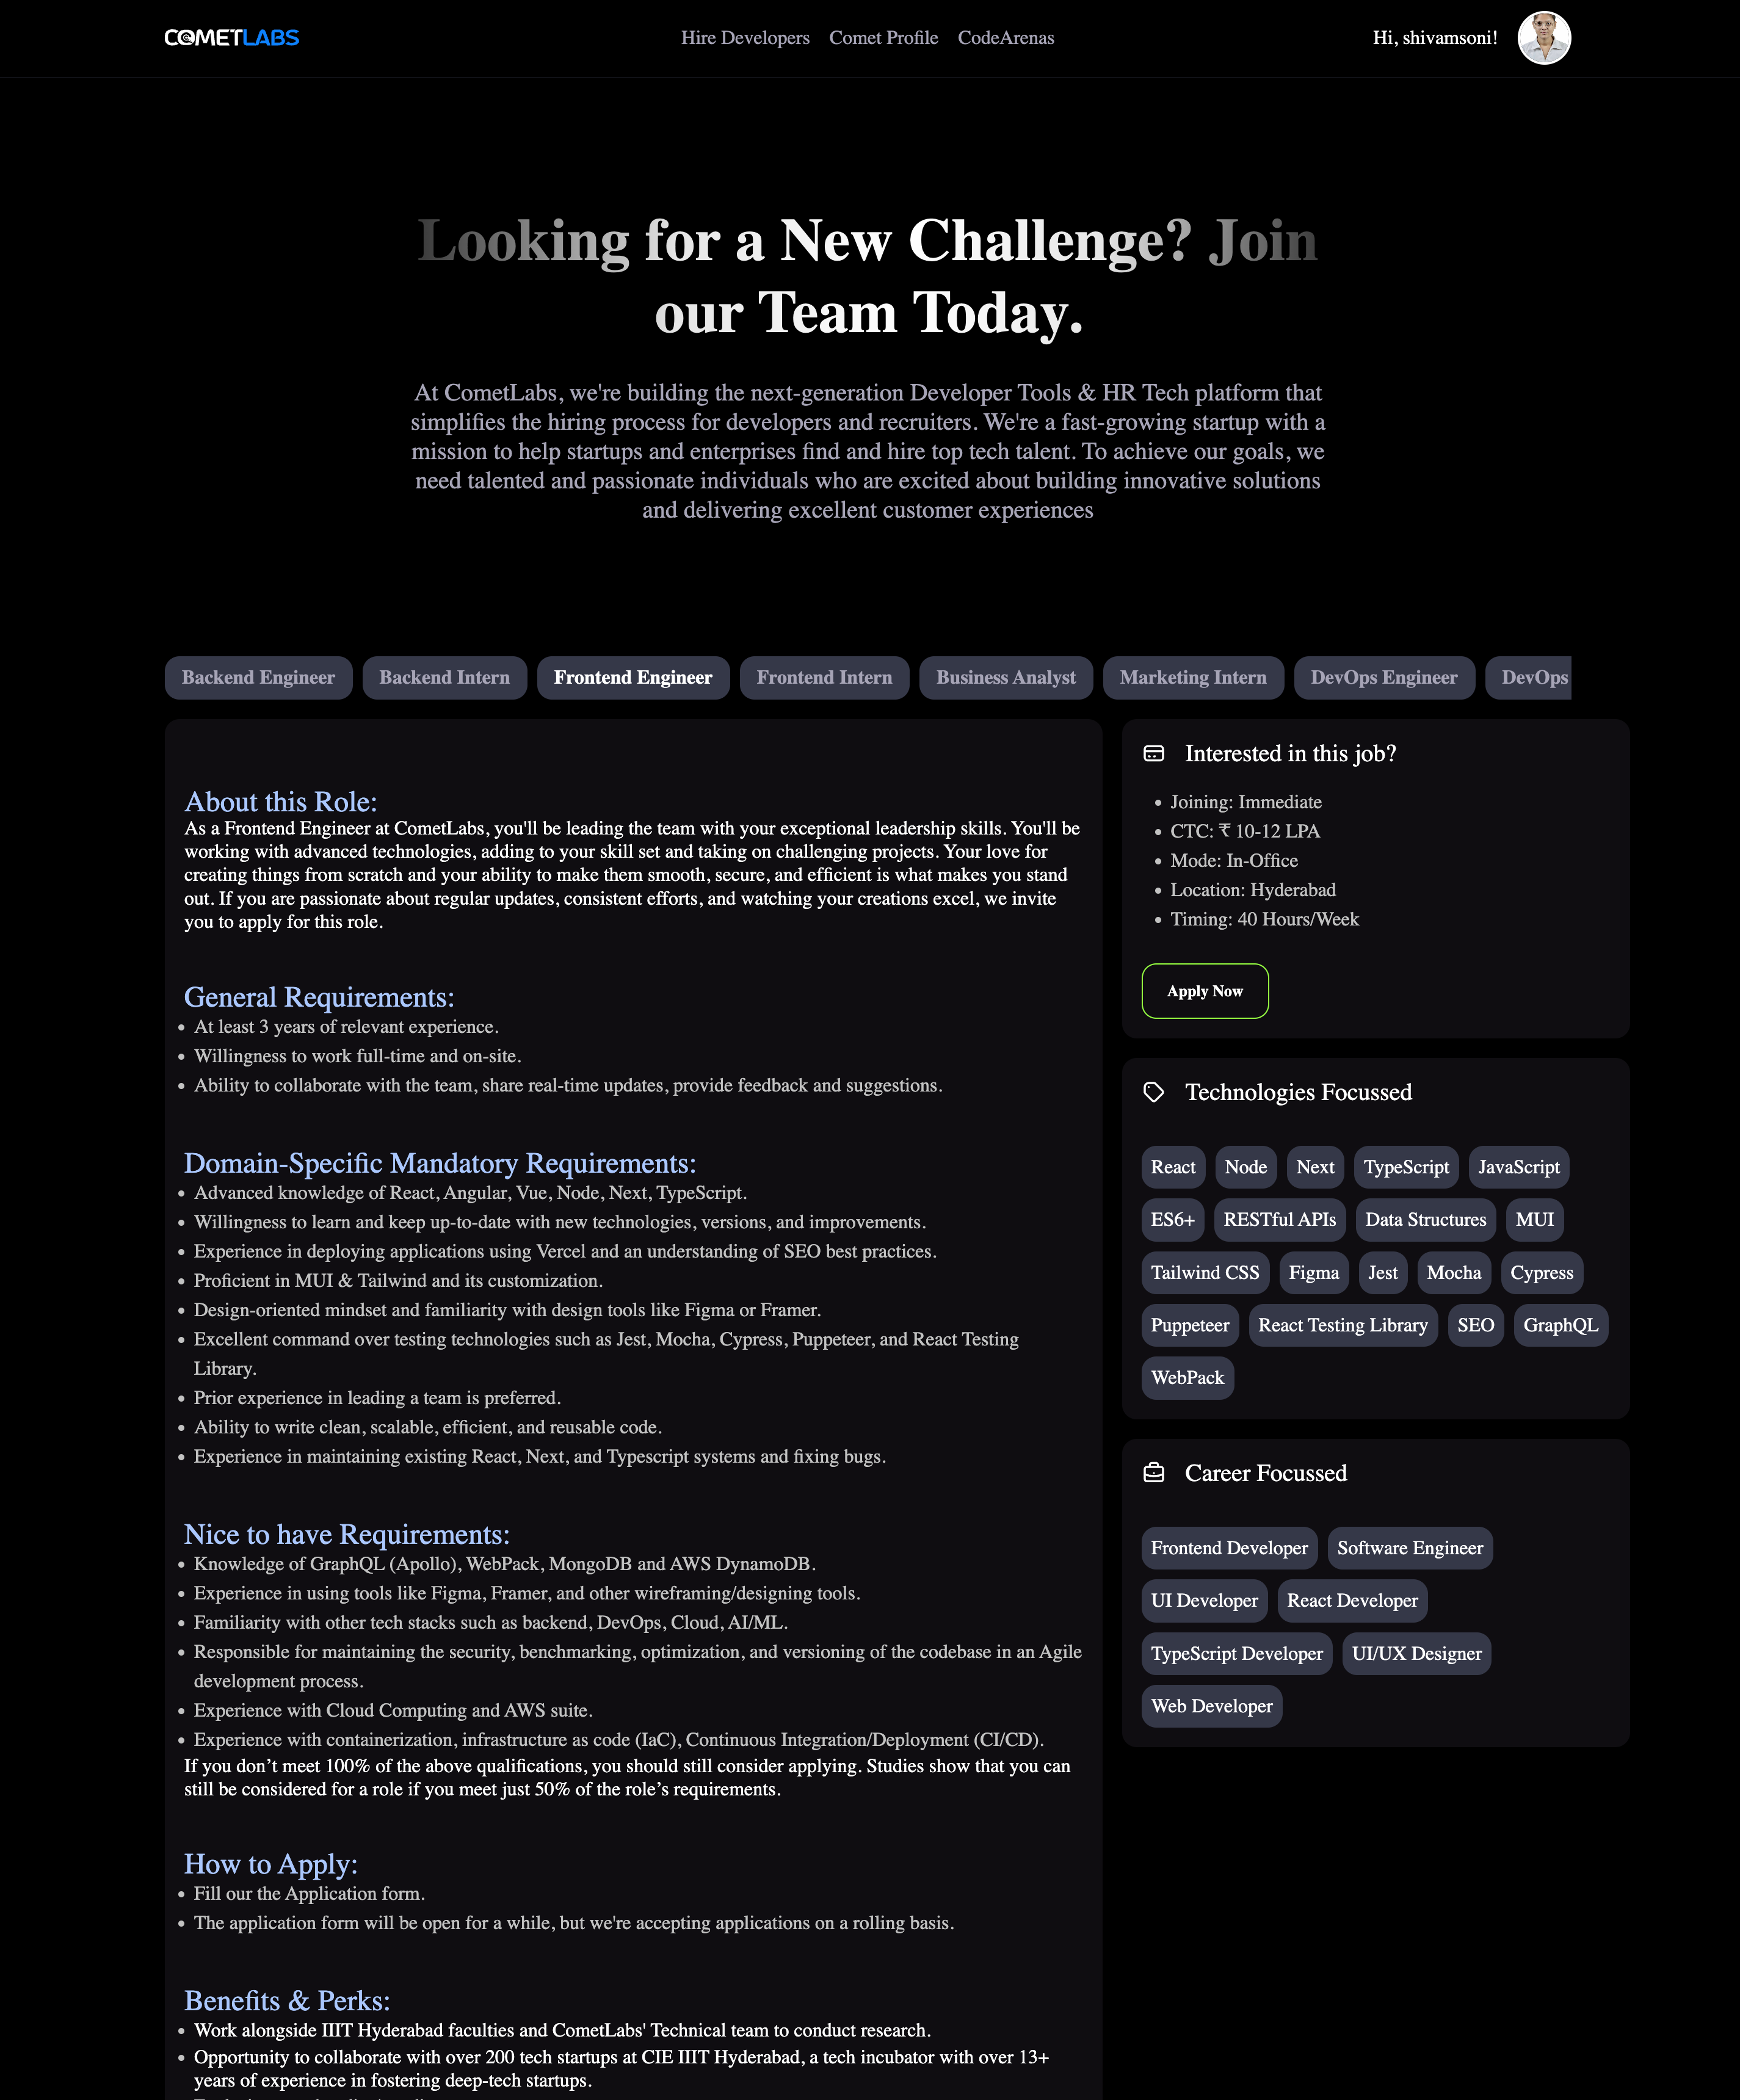 COMETLABS
Hire Developers
Comet Profile
CodeArenas
Hi, shivamsoni!
Looking for a New Challenge? Join
our Team Today.
At CometLabs, we're building the next-generation Developer Tools & HR Tech platform that
simplifies the hiring process for developers and recruiters. We're a fast-growing startup with a
mission to help startups and enterprises find and hire top tech talent. To achieve our goals, we
need talented and passionate individuals who are excited about building innovative solutions
and delivering excellent customer experiences
Backend Engineer
Backend Intern
Frontend Engineer
Frontend Intern
Business Analyst
Marketing Intern
DevOps Engineer
DevOps
About this Role:
As a Frontend Engineer at CometLabs, you'll be leading the team with your exceptional leadership skills. You'll be
working with advanced technologies, adding to your skill set and taking on challenging projects. Your love for
creating things from scratch and your ability to make them smooth, secure, and efficient is what makes you stand
out. If you are passionate about regular updates, consistent efforts, and watching your creations excel, we invite
you to apply for this role.
General Requirements:
• At least 3 years of relevant experience.
• Willingness to work full-time and on-site.
• Ability to collaborate with the team, share real-time updates, provide feedback and suggestions.
Domain-Specific Mandatory Requirements:
• Advanced knowledge of React, Angular, Vue, Node, Next, TypeScript.
• Willingness to learn and keep up-to-date with new technologies, versions, and improvements.
• Experience in deploying applications using Vercel and an understanding of SEO best practices.
• Proficient in MUI & Tailwind and its customization.
• Design-oriented mindset and familiarity with design tools like Figma or Framer.
• Excellent command over testing technologies such as Jest, Mocha, Cypress, Puppeteer, and React Testing
Library.
• Prior experience in leading a team is preferred.
• Ability to write clean, scalable, efficient, and reusable code.
• Experience in maintaining existing React, Next, and Typescript systems and fixing bugs.
Nice to have Requirements:
• Knowledge of GraphQL (Apollo), WebPack, MongoDB and AWS DynamoDB.
• Experience in using tools like Figma, Framer, and other wireframing/designing tools.
• Familiarity with other tech stacks such as backend, DevOps, Cloud, AI/ML.
• Responsible for maintaining the security, benchmarking, optimization, and versioning of the codebase in an Agile
development process.
• Experience with Cloud Computing and AWS suite.
• Experience with containerization, infrastructure as code (IaC), Continuous Integration/Deployment (CI/CD).
If you don’t meet 100% of the above qualifications, you should still consider applying. Studies show that you can
still be considered for a role if you meet just 50% of the role’s requirements.
How to Apply:
• Fill our the Application form.
• The application form will be open for a while, but we're accepting applications on a rolling basis.
Benefits & Perks:
• Work alongside IIIT Hyderabad faculties and CometLabs' Technical team to conduct research.
• Opportunity to collaborate with over 200 tech startups at CIE IIIT Hyderabad, a tech incubator with over 13+
years of experience in fostering deep-tech startups.
Interested in this job?
• Joining: Immediate
• CTC: ₹ 10-12 LPA
• Mode: In-Office
• Location: Hyderabad
• Timing: 40 Hours/Week
Apply Now
Technologies Focussed
React
Node
Next
TypeScript
JavaScript
ES6+
RESTful APIs
Data Structures
MUI
Tailwind CSS
Figma
Jest
Mocha
Cypress
Puppeteer
React Testing Library
SEO
GraphQL
WebPack
Career Focussed
Frontend Developer
Software Engineer
UI Developer
React Developer
TypeScript Developer
UI/UX Designer
Web Developer